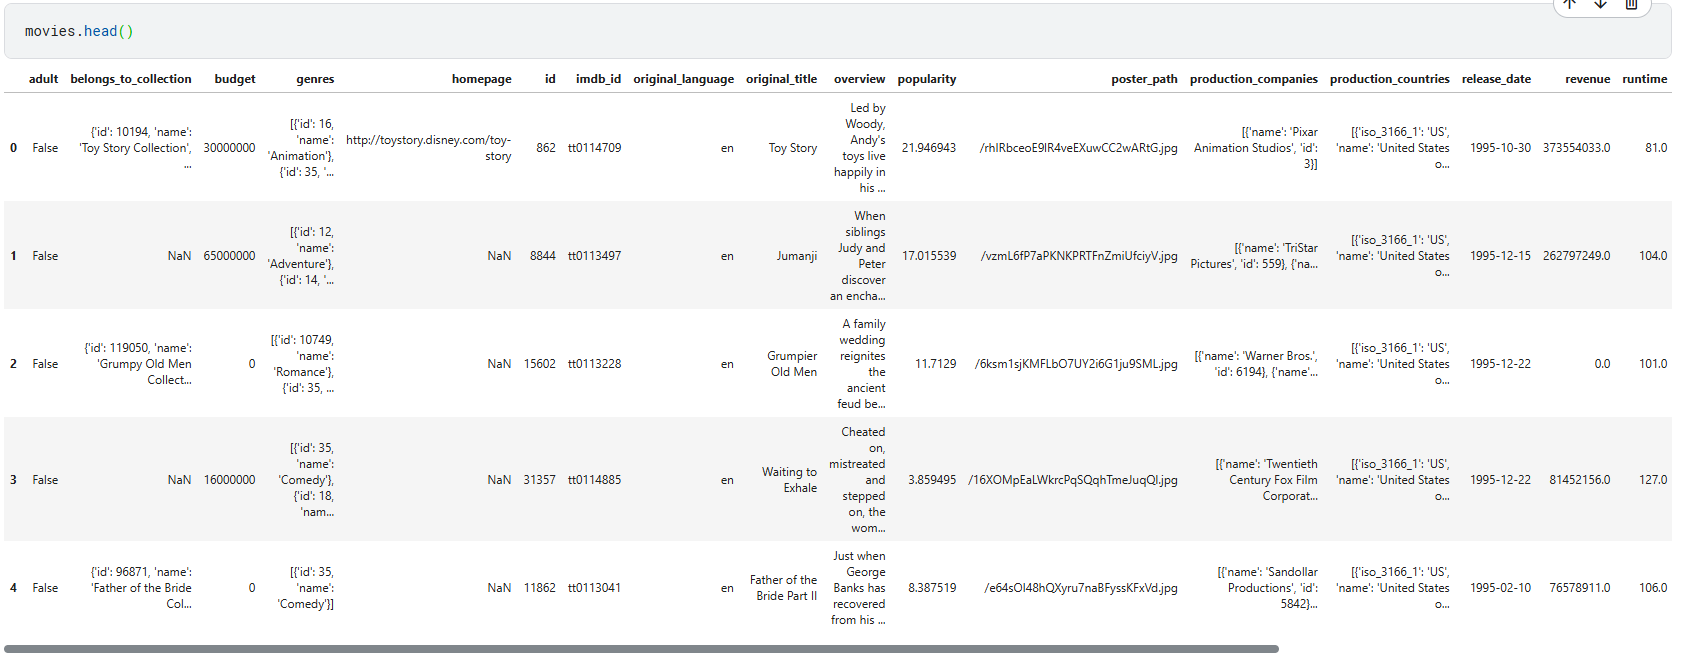 movies.head()
adult belongs_to_collection budget genres homepage id imdb_id original_language original_title overview popularity poster_path production_companies production_countries release_date revenue runtime
0 False {'id': 10194, 'name': 'Toy Story Collection', ... 30000000 [{'id': 16, 'name': 'Animation'}, {'id': 35, '... http://toystory.disney.com/toy-story 862 tt0114709 en Toy Story Led by Woody, Andy's toys live happily in his ... 21.946943 /rhIRbceoE9lR4veEXuwCC2wARtG.jpg [{'name': 'Pixar Animation Studios', 'id': 3}] [{'iso_3166_1': 'US', 'name': 'United States o... 1995-10-30 373554033.0 81.0
1 False NaN 65000000 [{'id': 12, 'name': 'Adventure'}, {'id': 14, '... NaN 8844 tt0113497 en Jumanji When siblings Judy and Peter discover an encha... 17.015539 /vzmL6fP7aPKNKPRTFnZmiUfciyV.jpg [{'name': 'TriStar Pictures', 'id': 559}, {'na... [{'iso_3166_1': 'US', 'name': 'United States o... 1995-12-15 262797249.0 104.0
2 False {'id': 119050, 'name': 'Grumpy Old Men Collect... 0 [{'id': 10749, 'name': 'Romance'}, {'id': 35, ... NaN 15602 tt0113228 en Grumpier Old Men A family wedding reignites the ancient feud be... 11.7129 /6ksm1sjKMFLbO7UY2i6G1ju9SML.jpg [{'name': 'Warner Bros.', 'id': 6194}, {'name'... [{'iso_3166_1': 'US', 'name': 'United States o... 1995-12-22 0.0 101.0
3 False NaN 16000000 [{'id': 35, 'name': 'Comedy'}, {'id': 18, 'nam... NaN 31357 tt0114885 en Waiting to Exhale Cheated on, mistreated and stepped on, the wom... 3.859495 /16XOMpEaLWkrcPqSQqhTmeJuqQl.jpg [{'name': 'Twentieth Century Fox Film Corporat... [{'iso_3166_1': 'US', 'name': 'United States o... 1995-12-22 81452156.0 127.0
4 False {'id': 96871, 'name': 'Father of the Bride Col... 0 [{'id': 35, 'name': 'Comedy'}] NaN 11862 tt0113041 en Father of the Bride Part II Just when George Banks has recovered from his ... 8.387519 /e64sOI48hQXyru7naBFyssKFxVd.jpg [{'name': 'Sandollar Productions', 'id': 5842}... [{'iso_3166_1': 'US', 'name': 'United States o... 1995-02-10 76578911.0 106.0